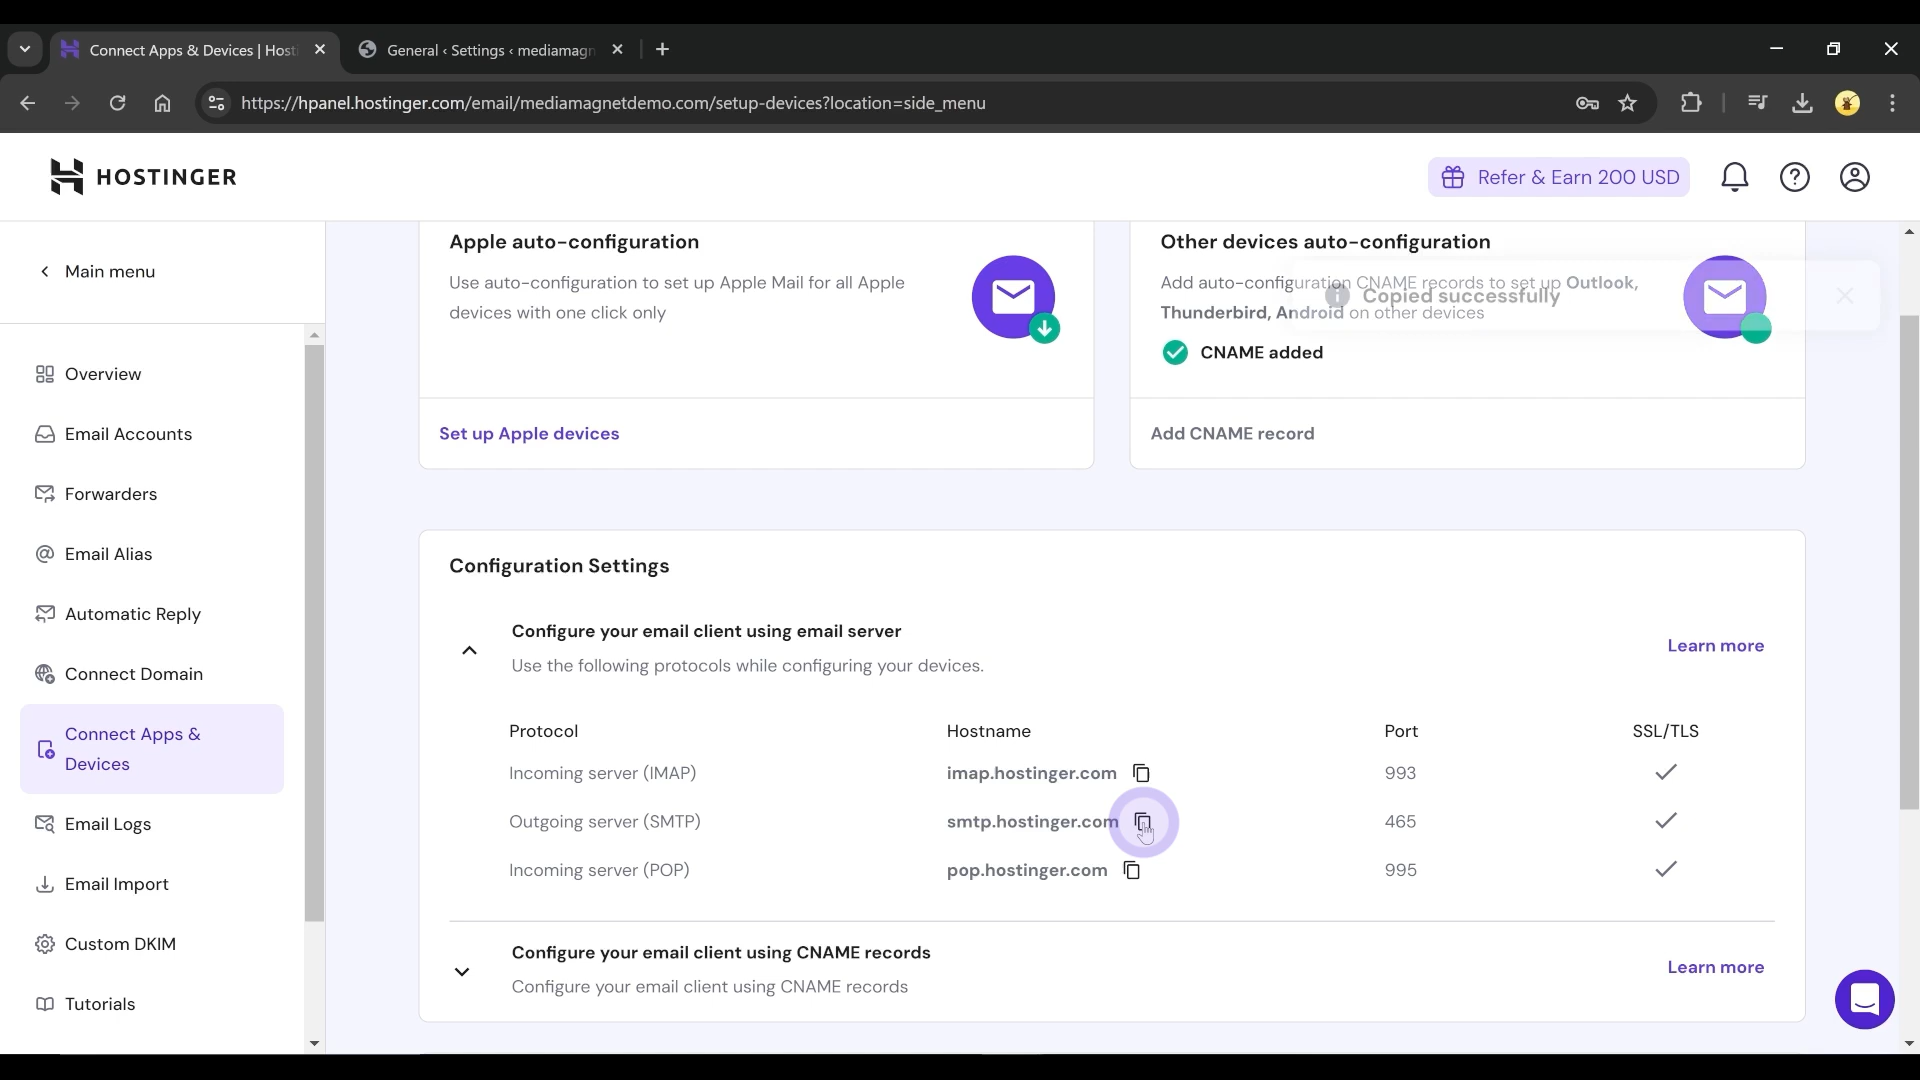 Connect Apps & Devices | Hosti
General ‹ Settings ‹ mediamagn
https://hpanel.hostinger.com/email/mediamagnetdemo.com/setup-devices?location=side_menu
HOSTINGER
Refer & Earn 200 USD
Main menu
Overview
Email Accounts
Forwarders
Email Alias
Automatic Reply
Connect Domain
Connect Apps &
Devices
Email Logs
Email Import
Custom DKIM
Tutorials
Apple auto-configuration
Use auto-configuration to set up Apple Mail for all Apple
devices with one click only
Set up Apple devices
Other devices auto-configuration
Add auto-configuration CNAME records to set up Outlook,
Thunderbird, Android on other devices
Copied successfully
CNAME added
Add CNAME record
Configuration Settings
Configure your email client using email server
Use the following protocols while configuring your devices.
Learn more
Protocol Hostname Port SSL/TLS
Incoming server (IMAP) imap.hostinger.com 993
Outgoing server (SMTP) smtp.hostinger.com 465
Incoming server (POP) pop.hostinger.com 995
Configure your email client using CNAME records
Configure your email client using CNAME records
Learn more